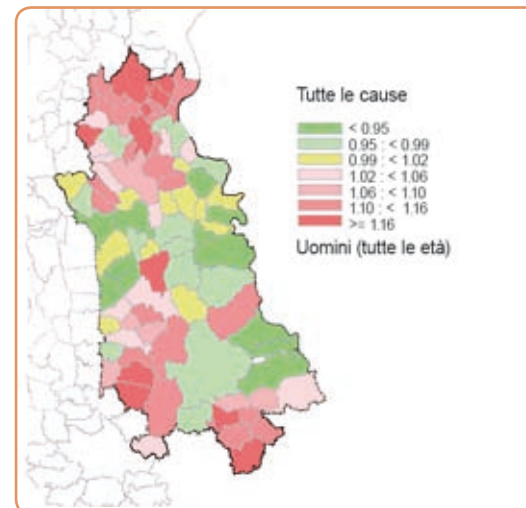 Tutte le cause
< 0.95
0.95 : < 0.99
0.99 : < 1.02
1.02 : < 1.06
1.06 : < 1.10
1.10 : < 1.16
>= 1.16
Uomini (tutte le età)